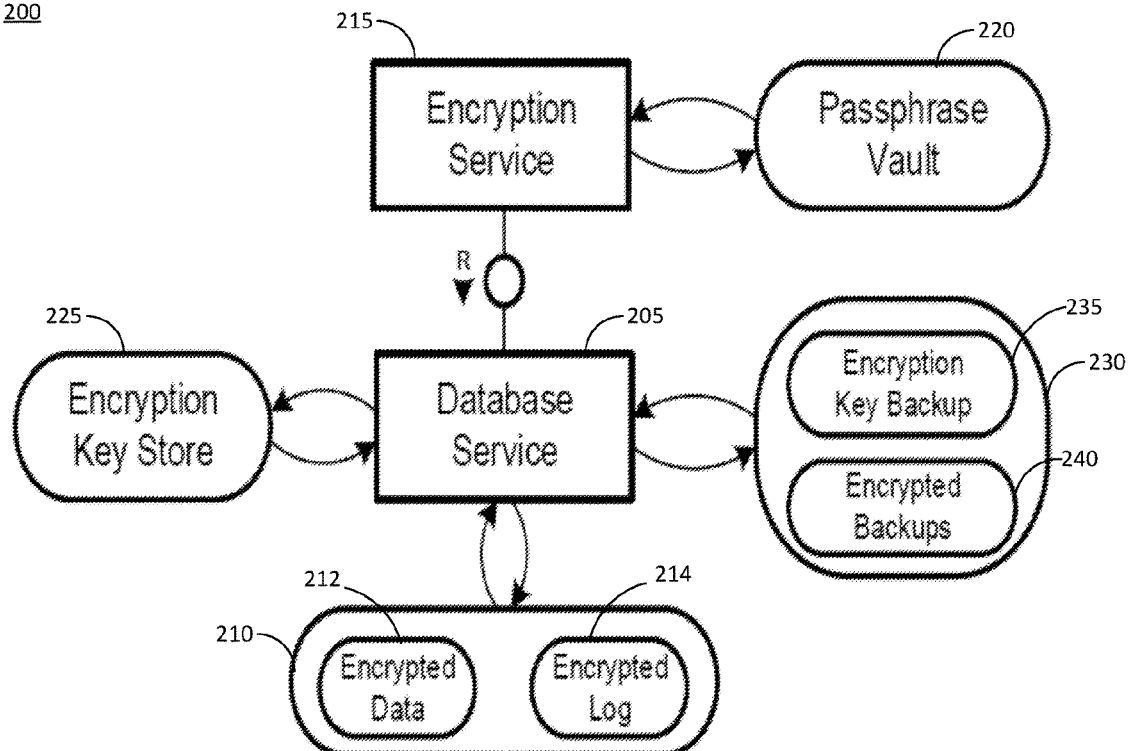 200
215
220
Encryption
Service
Passphrase
Vault
R
225
205
235
230
Encryption
Key Store
Database
Service
Encryption
Key Backup
240
Encrypted
Backups
212
214
210
Encrypted
Data
Encrypted
Log